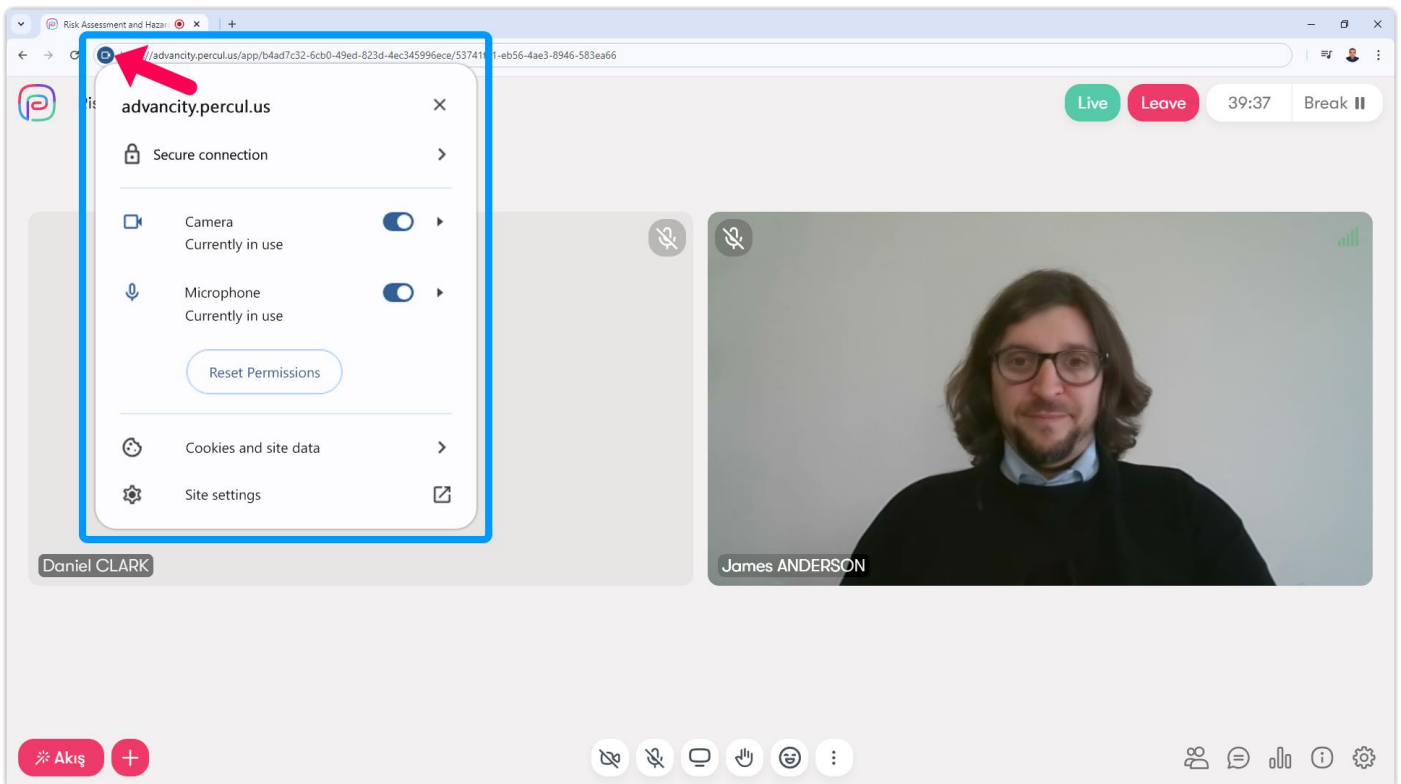 Risk Assessment and Hazar
advancity.percul.us/app/b4ad7c32-6cb0-49ed-823d-4ec345996ece/53741 1-eb56-4ae3-8946-583ea66
Live
Leave
39:37
Break
advancity.percul.us
Secure connection
Camera
Currently in use
Microphone
Currently in use
Reset Permissions
Cookies and site data
Site settings
Daniel CLARK
James ANDERSON
Akış